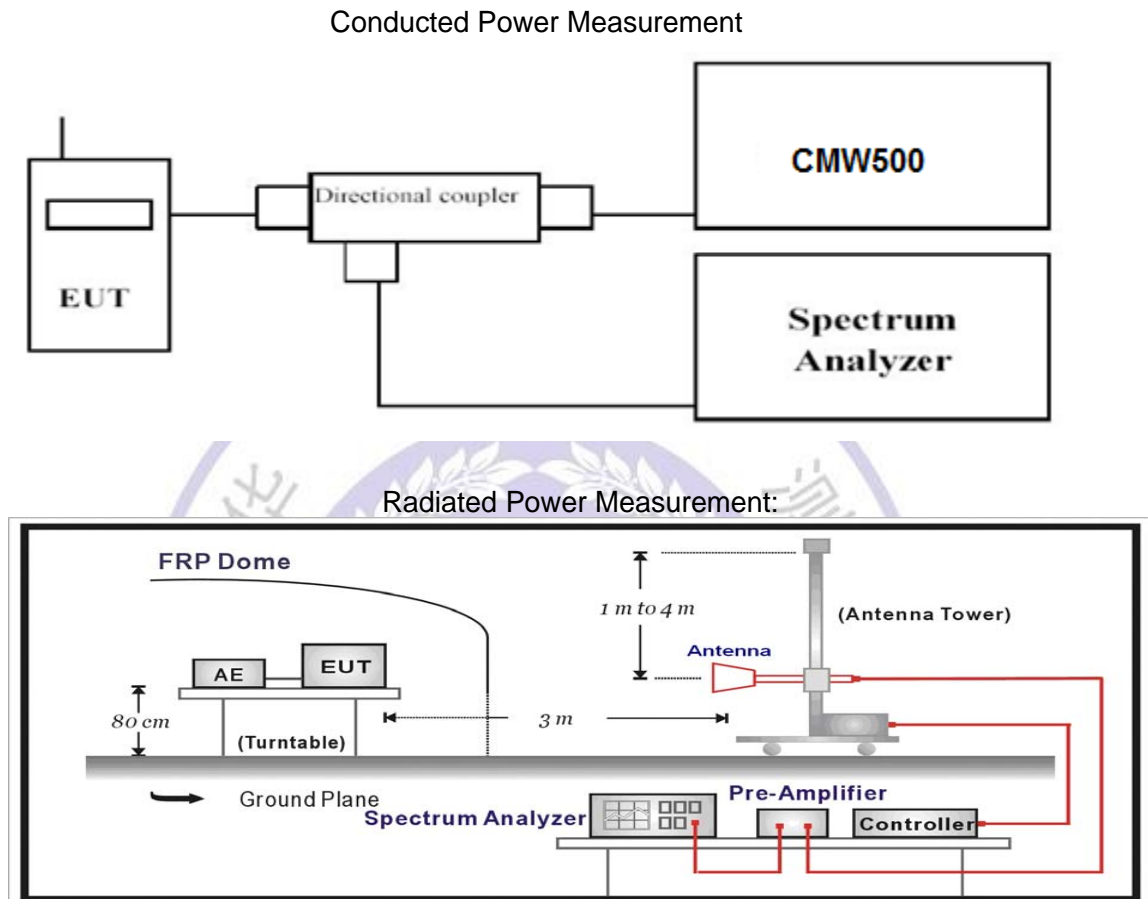 Conducted Power Measurement
CMW500
Directional coupler
EUT
Spectrum
Analyzer
Radiated Power Measurement:
FRP Dome
1 m to 4 m
(Antenna Tower)
Antenna
AE
EUT
80 cm
3 m
(Turntable)
Ground Plane
Pre-Amplifier
Spectrum Analyzer
Controller